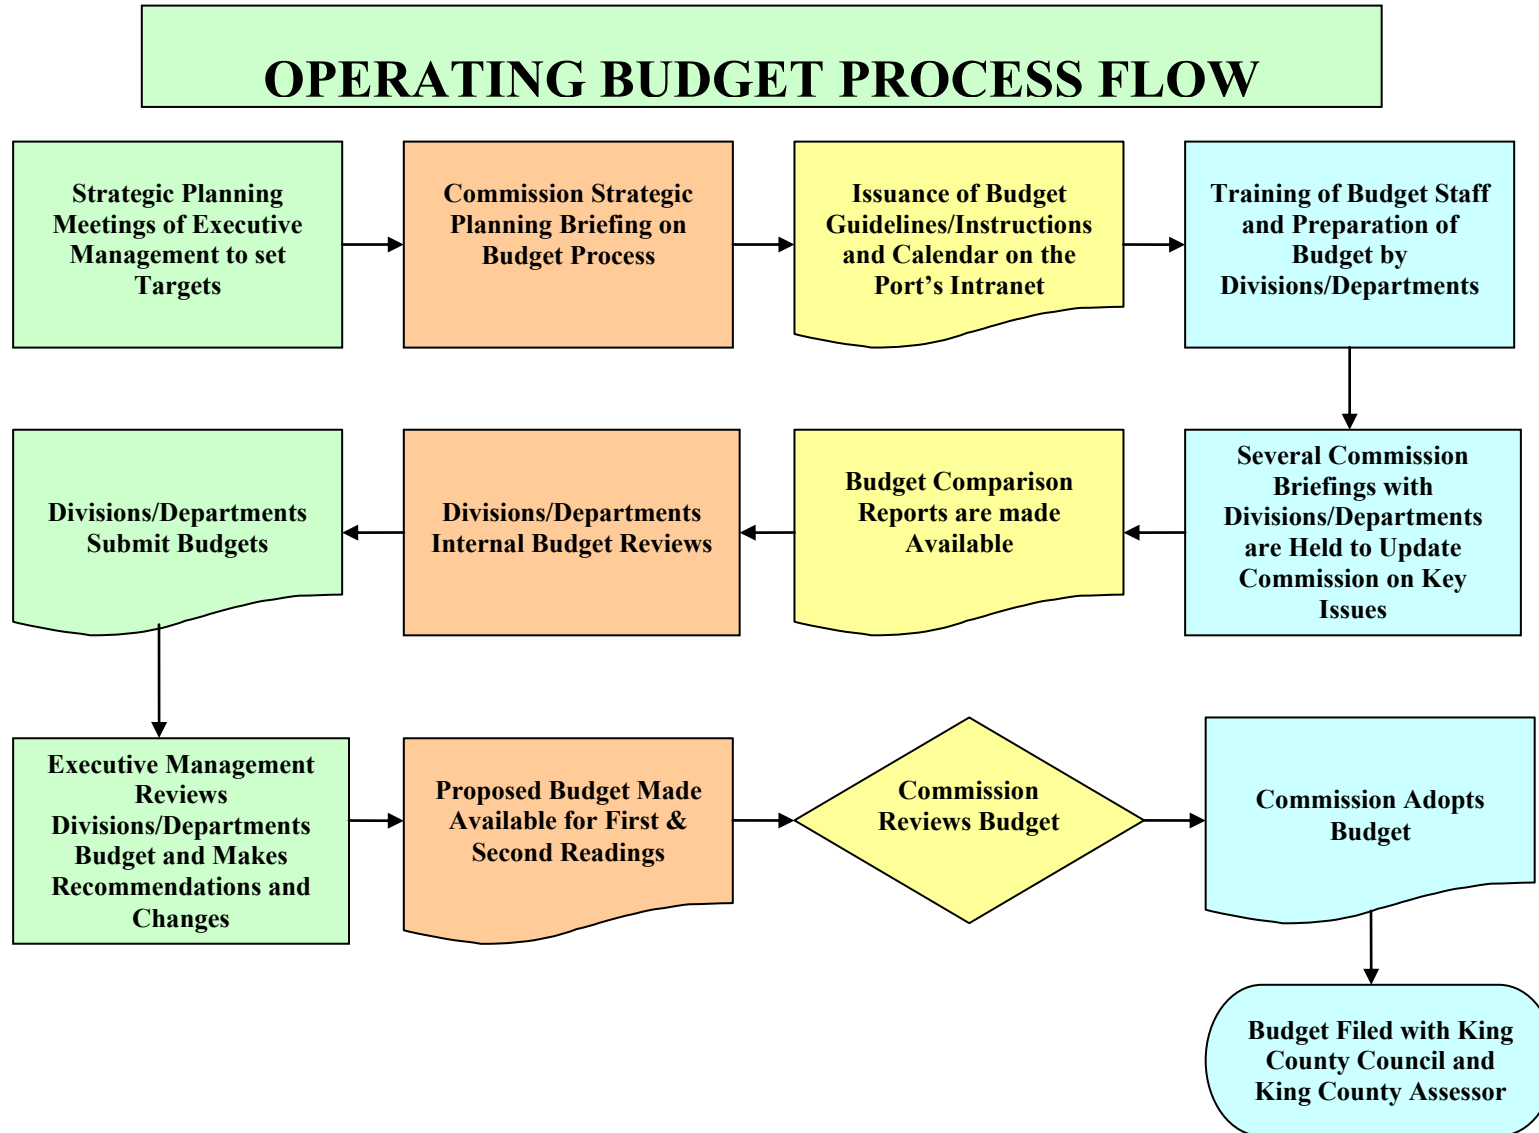 OPERATING BUDGET PROCESS FLOW
Strategic Planning
Meetings of Executive
Management to set
Targets
Commission Strategic
Planning Briefing on
Budget Process
Issuance of Budget
Guidelines/Instructions
and Calendar on the
Port’s Intranet
Training of Budget Staff
and Preparation of
Budget by
Divisions/Departments
Several Commission
Briefings with
Divisions/Departments
are Held to Update
Commission on Key
Issues
Budget Comparison
Reports are made
Available
Divisions/Departments
Internal Budget Reviews
Divisions/Departments
Submit Budgets
Executive Management
Reviews
Divisions/Departments
Budget and Makes
Recommendations and
Changes
Proposed Budget Made
Available for First &
Second Readings
Commission
Reviews Budget
Commission Adopts
Budget
Budget Filed with King
County Council and
King County Assessor